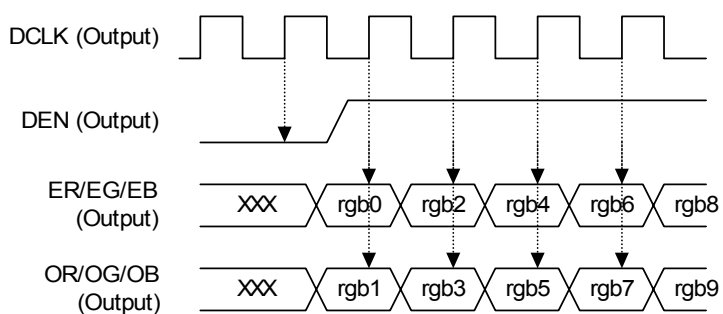 DCLK (Output)
DEN (Output)
ER/EG/EB
(Output)
XXX rgb0 rgb2 rgb4 rgb6 rgb8
OR/OG/OB
(Output)
XXX rgb1 rgb3 rgb5 rgb7 rgb9